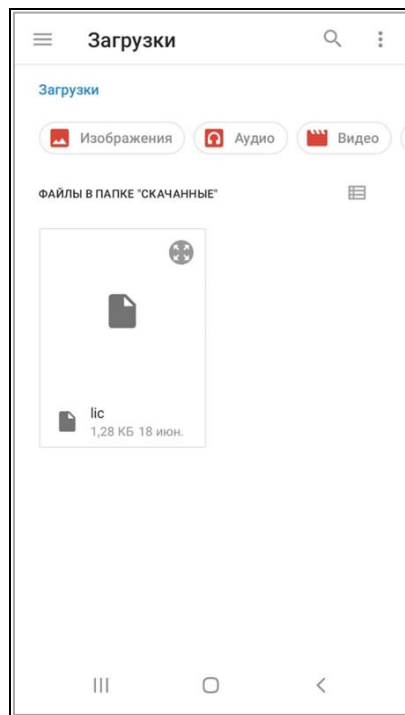 Загрузки
Загрузки
Изображения Аудио Видео
ФАЙЛЫ В ПАПКЕ "СКАЧАННЫЕ"
lic
1,28 КБ 18 июн.